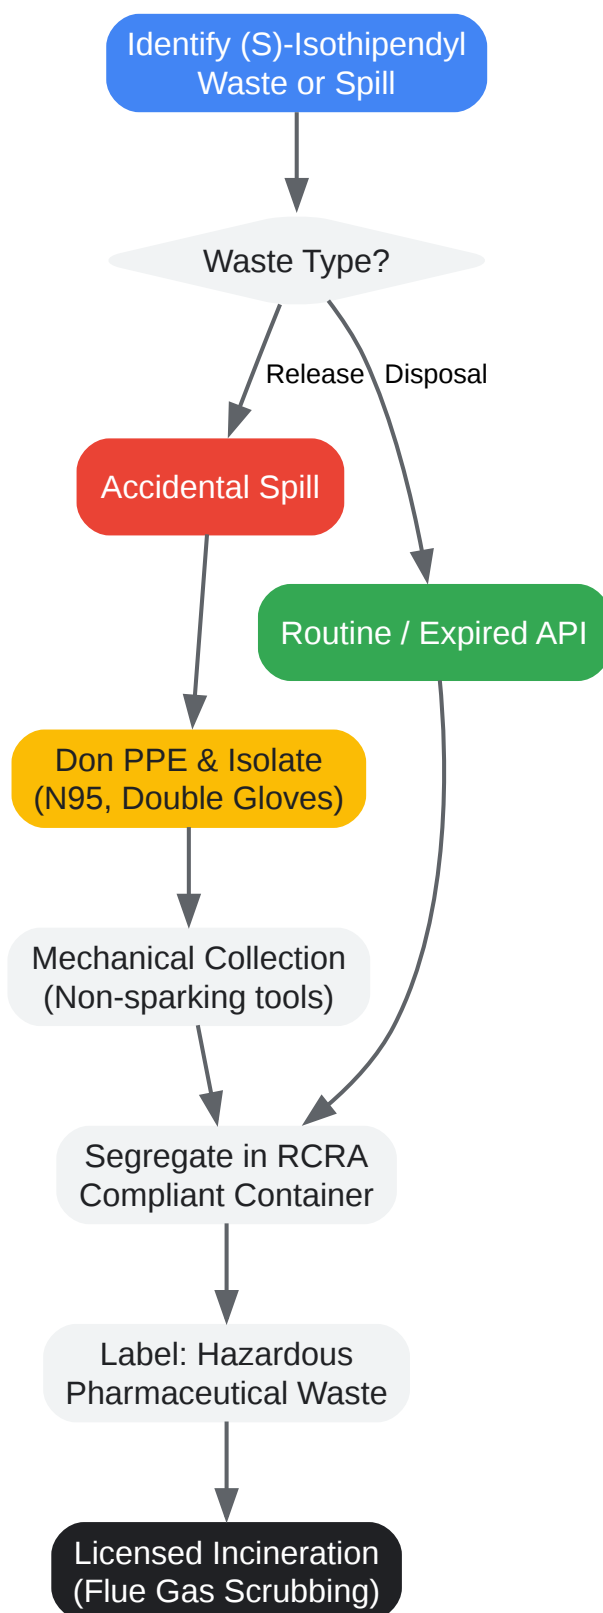 Identify (S)-Isothipendyl
Waste or Spill
Waste Type?
Release
Disposal
Accidental Spill
Routine / Expired API
Don PPE & Isolate
(N95, Double Gloves)
Mechanical Collection
(Non-sparking tools)
Segregate in RCRA
Compliant Container
Label: Hazardous
Pharmaceutical Waste
Licensed Incineration
(Flue Gas Scrubbing)